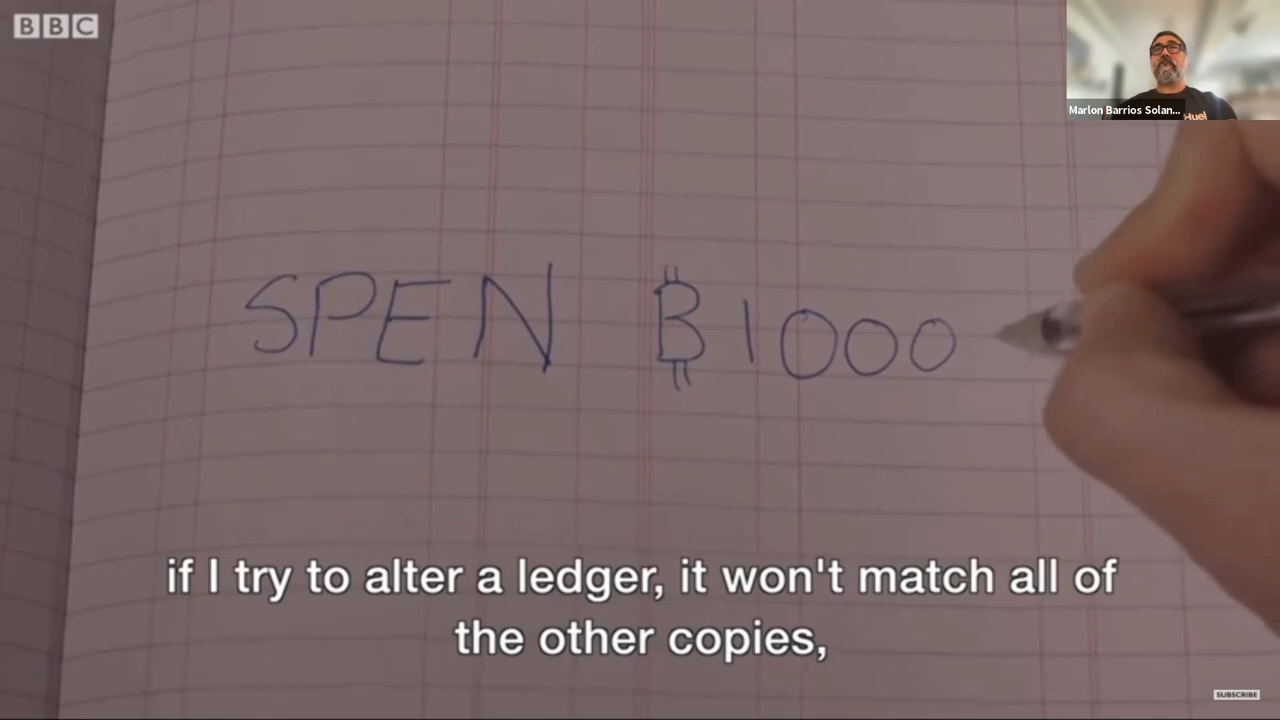 BBC
Marlon Barrios Solan...
Huel
SPEN ₿1000
if I try to alter a ledger, it won't match all of
the other copies,
SUBSCRIBE